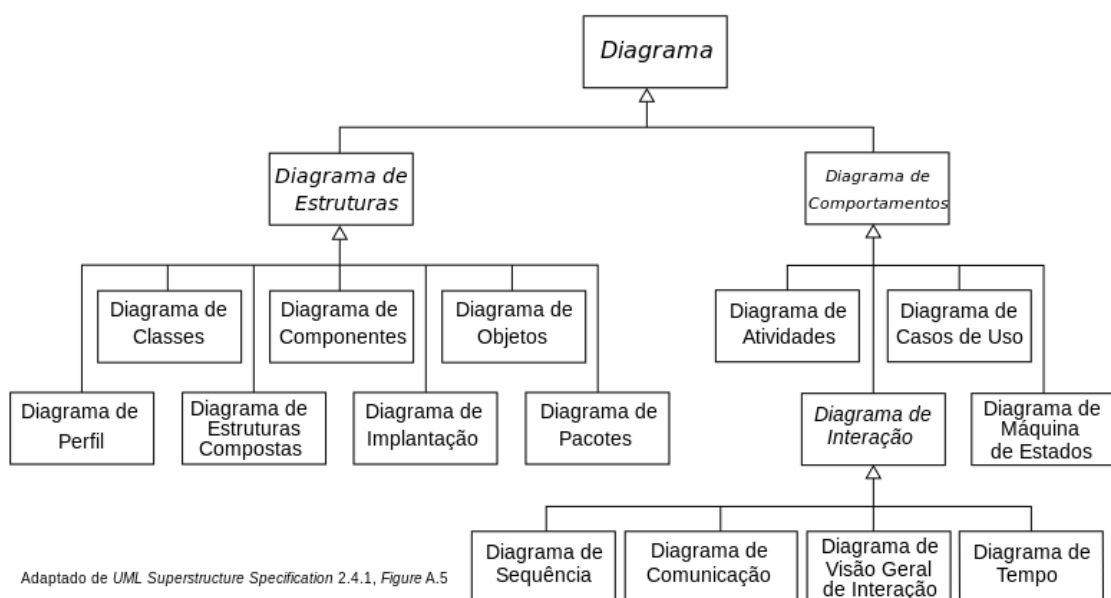 Diagrama
Diagrama de
Estruturas
Diagrama de
Comportamentos
Diagrama de
Classes
Diagrama de
Componentes
Diagrama de
Objetos
Diagrama de
Atividades
Diagrama de
Casos de Uso
Diagrama de
Perfil
Diagrama de
Estruturas
Compostas
Diagrama de
Implantação
Diagrama de
Pacotes
Diagrama de
Interação
Diagrama de
Máquina
de Estados
Diagrama de
Sequência
Diagrama de
Comunicação
Diagrama de
Visão Geral
de Interação
Diagrama de
Tempo
Adaptado de UML Superstructure Specification 2.4.1, Figure A.5